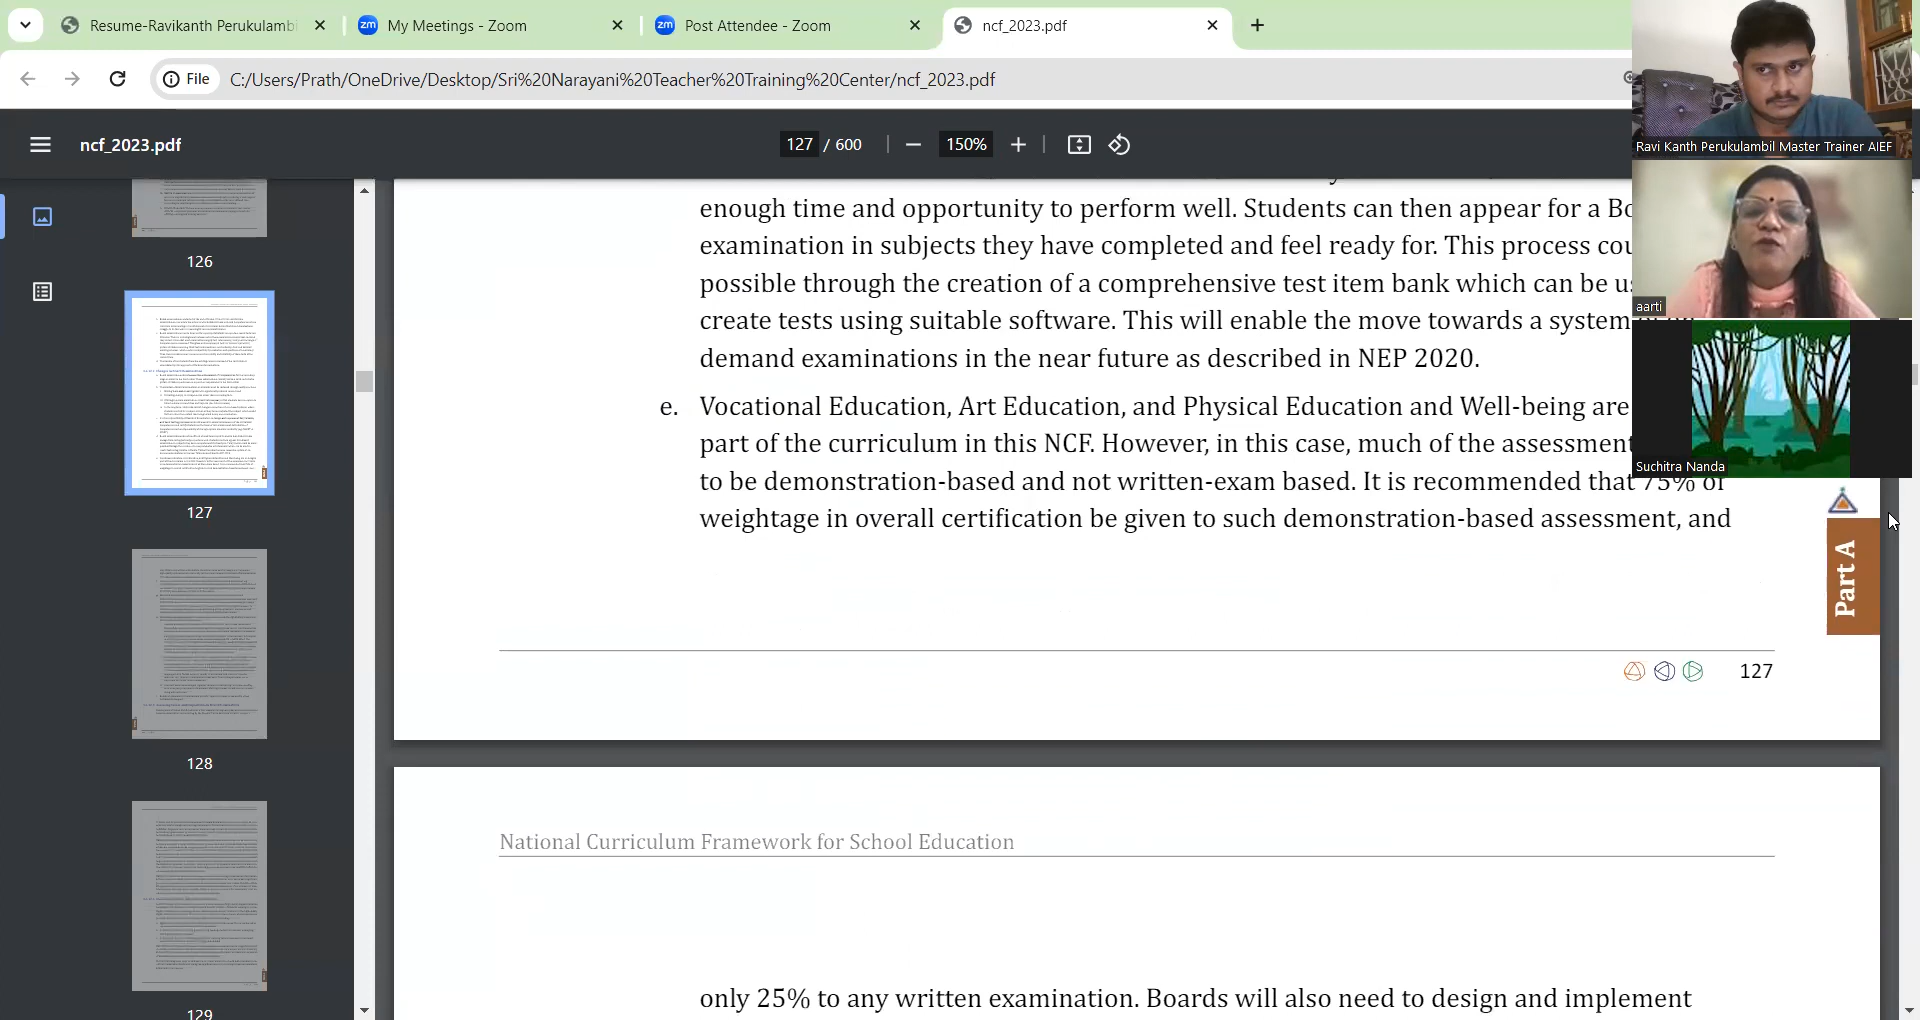 Resume-Ravikanth Perukulambi
zm My Meetings - Zoom
zm Post Attendee - Zoom
ncf_2023.pdf
File
C:/Users/Prath/OneDrive/Desktop/Sri%20Narayani%20Teacher%20Training%20Center/ncf_2023.pdf
ncf_2023.pdf
127 / 600
150%
Ravi Kanth Perukulambil Master Trainer AIEF
aarti
Suchitra Nanda
126
127
128
129
enough time and opportunity to perform well. Students can then appear for a Bo
examination in subjects they have completed and feel ready for. This process cou
possible through the creation of a comprehensive test item bank which can be u
create tests using suitable software. This will enable the move towards a system
demand examinations in the near future as described in NEP 2020.
e. Vocational Education, Art Education, and Physical Education and Well-being are
part of the curriculum in this NCF. However, in this case, much of the assessment
to be demonstration-based and not written-exam based. It is recommended that 75% of
weightage in overall certification be given to such demonstration-based assessment, and
Part A
127
National Curriculum Framework for School Education
only 25% to any written examination. Boards will also need to design and implement